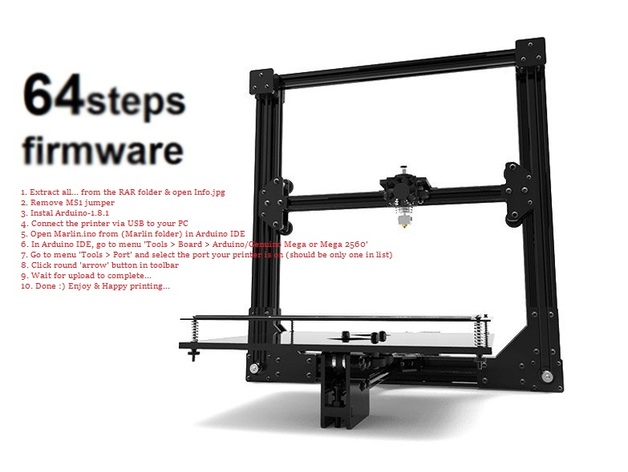 64steps
firmware
1. Extract all... from the RAR folder & open Info.jpg
2. Remove MS1 jumper
3. Instal Arduino-1.8.1
4. Connect the printer via USB to your PC
5. Open Marlin.ino from (Marlin folder) in Arduino IDE
6. In Arduino IDE, go to menu 'Tools > Board > Arduino/Genuino Mega or Mega 2560'
7. Go to menu 'Tools > Port' and select the port your printer is on (should be only one in list)
8. Click round 'arrow' button in toolbar
9. Wait for upload to complete...
10. Done :) Enjoy & Happy printing...